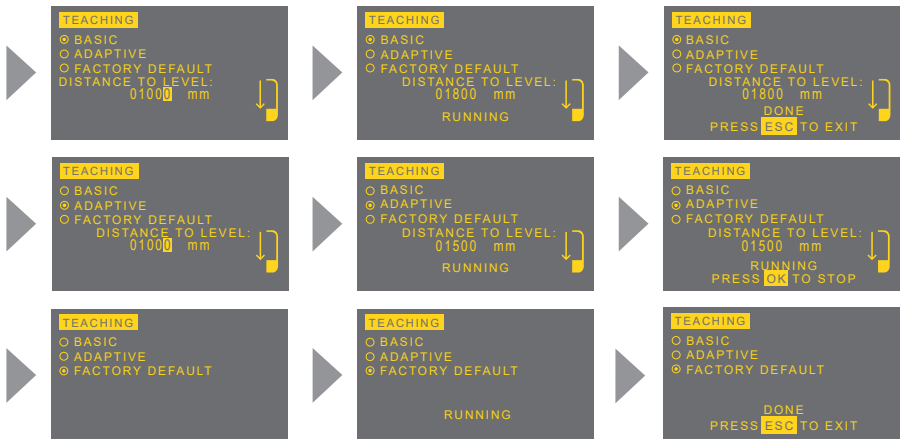 TEACHING
BASIC
ADAPTIVE
FACTORY DEFAULT
DISTANCE TO LEVEL:
01000 mm
TEACHING
BASIC
ADAPTIVE
FACTORY DEFAULT
DISTANCE TO LEVEL:
01800 mm
RUNNING
TEACHING
BASIC
ADAPTIVE
FACTORY DEFAULT
DISTANCE TO LEVEL:
01800 mm
DONE
PRESS ESC TO EXIT
TEACHING
BASIC
ADAPTIVE
FACTORY DEFAULT
DISTANCE TO LEVEL:
01000 mm
TEACHING
BASIC
ADAPTIVE
FACTORY DEFAULT
DISTANCE TO LEVEL:
01500 mm
RUNNING
TEACHING
BASIC
ADAPTIVE
FACTORY DEFAULT
DISTANCE TO LEVEL:
01500 mm
RUNNING
PRESS OK TO STOP
TEACHING
BASIC
ADAPTIVE
FACTORY DEFAULT
TEACHING
BASIC
ADAPTIVE
FACTORY DEFAULT
RUNNING
TEACHING
BASIC
ADAPTIVE
FACTORY DEFAULT
DONE
PRESS ESC TO EXIT